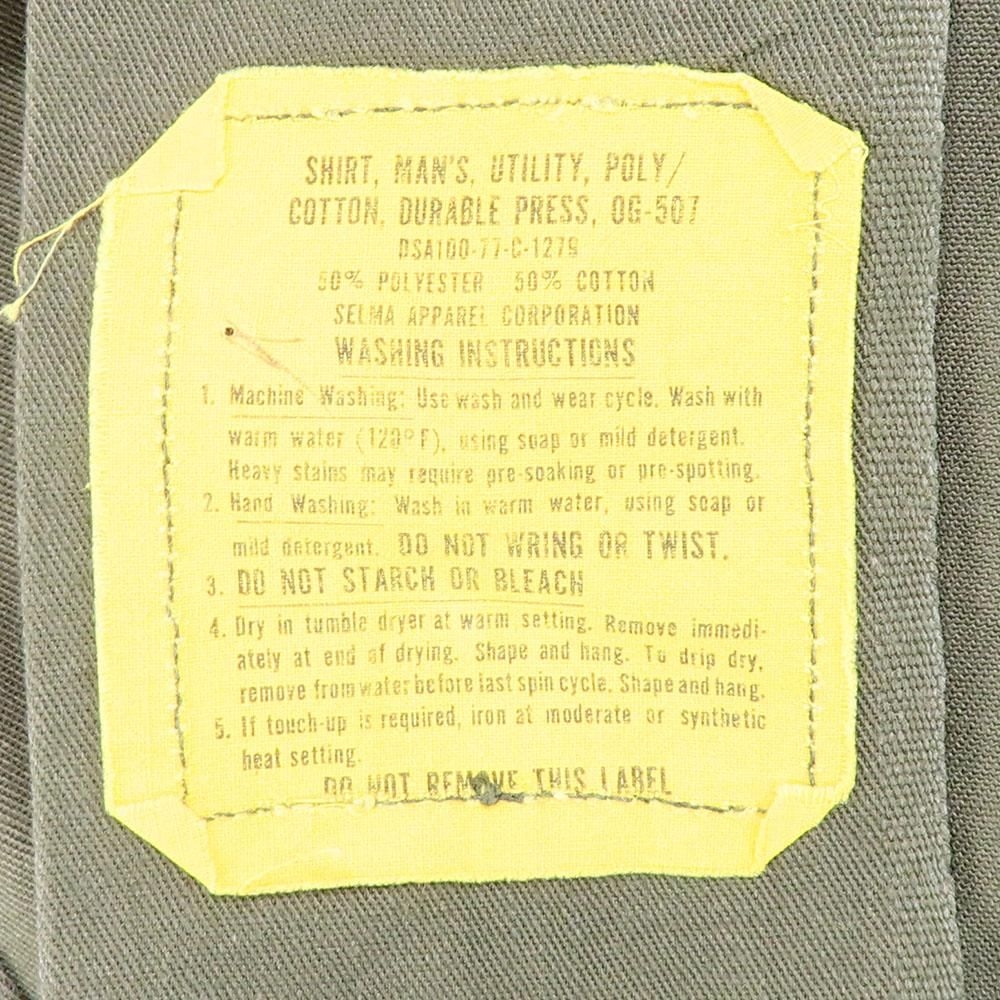 SHIRT, MAN'S, UTILITY, POLY/
COTTON, DURABLE PRESS, OG-507
DSA100-77-C-1279
50% POLYESTER 50% COTTON
SELMA APPAREL CORPORATION
WASHING INSTRUCTIONS
1. Machine Washing: Use wash and wear cycle. Wash with
warm water (120°F), using soap or mild detergent.
Heavy stains may require pre-soaking or pre-spotting.
2. Hand Washing: Wash in warm water, using soap or
mild detergent. DO NOT WRING OR TWIST.
3. DO NOT STARCH OR BLEACH
4. Dry in tumble dryer at warm setting. Remove immedi-
ately at end of drying. Shape and hang. To drip dry,
remove from water before last spin cycle. Shape and hang.
5. If touch-up is required, iron at moderate or synthetic
heat setting.
DO NOT REMOVE THIS LABEL